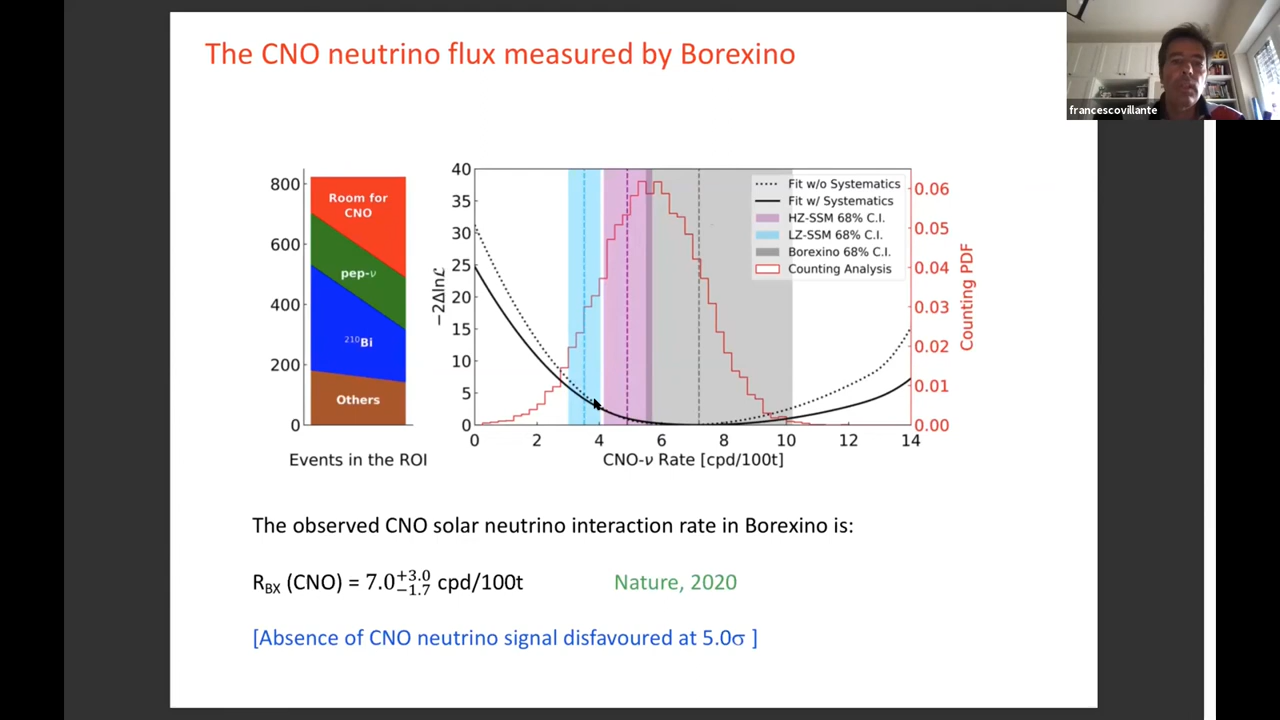 The CNO neutrino flux measured by Borexino
francescovillante
800
600
400
200
0
Room for
CNO
pep-ν
²¹⁰Bi
Others
Events in the ROI
−2Δlnℒ
40
35
30
25
20
15
10
5
0
0 2 4 6 8 10 12 14
CNO-ν Rate [cpd/100t]
Fit w/o Systematics
Fit w/ Systematics
HZ-SSM 68% C.I.
LZ-SSM 68% C.I.
Borexino 68% C.I.
Counting Analysis
0.06
0.05
0.04
0.03
0.02
0.01
0.00
Counting PDF
The observed CNO solar neutrino interaction rate in Borexino is:
R_BX (CNO) = 7.0 +3.0 −1.7 cpd/100t Nature, 2020
[Absence of CNO neutrino signal disfavoured at 5.0σ ]